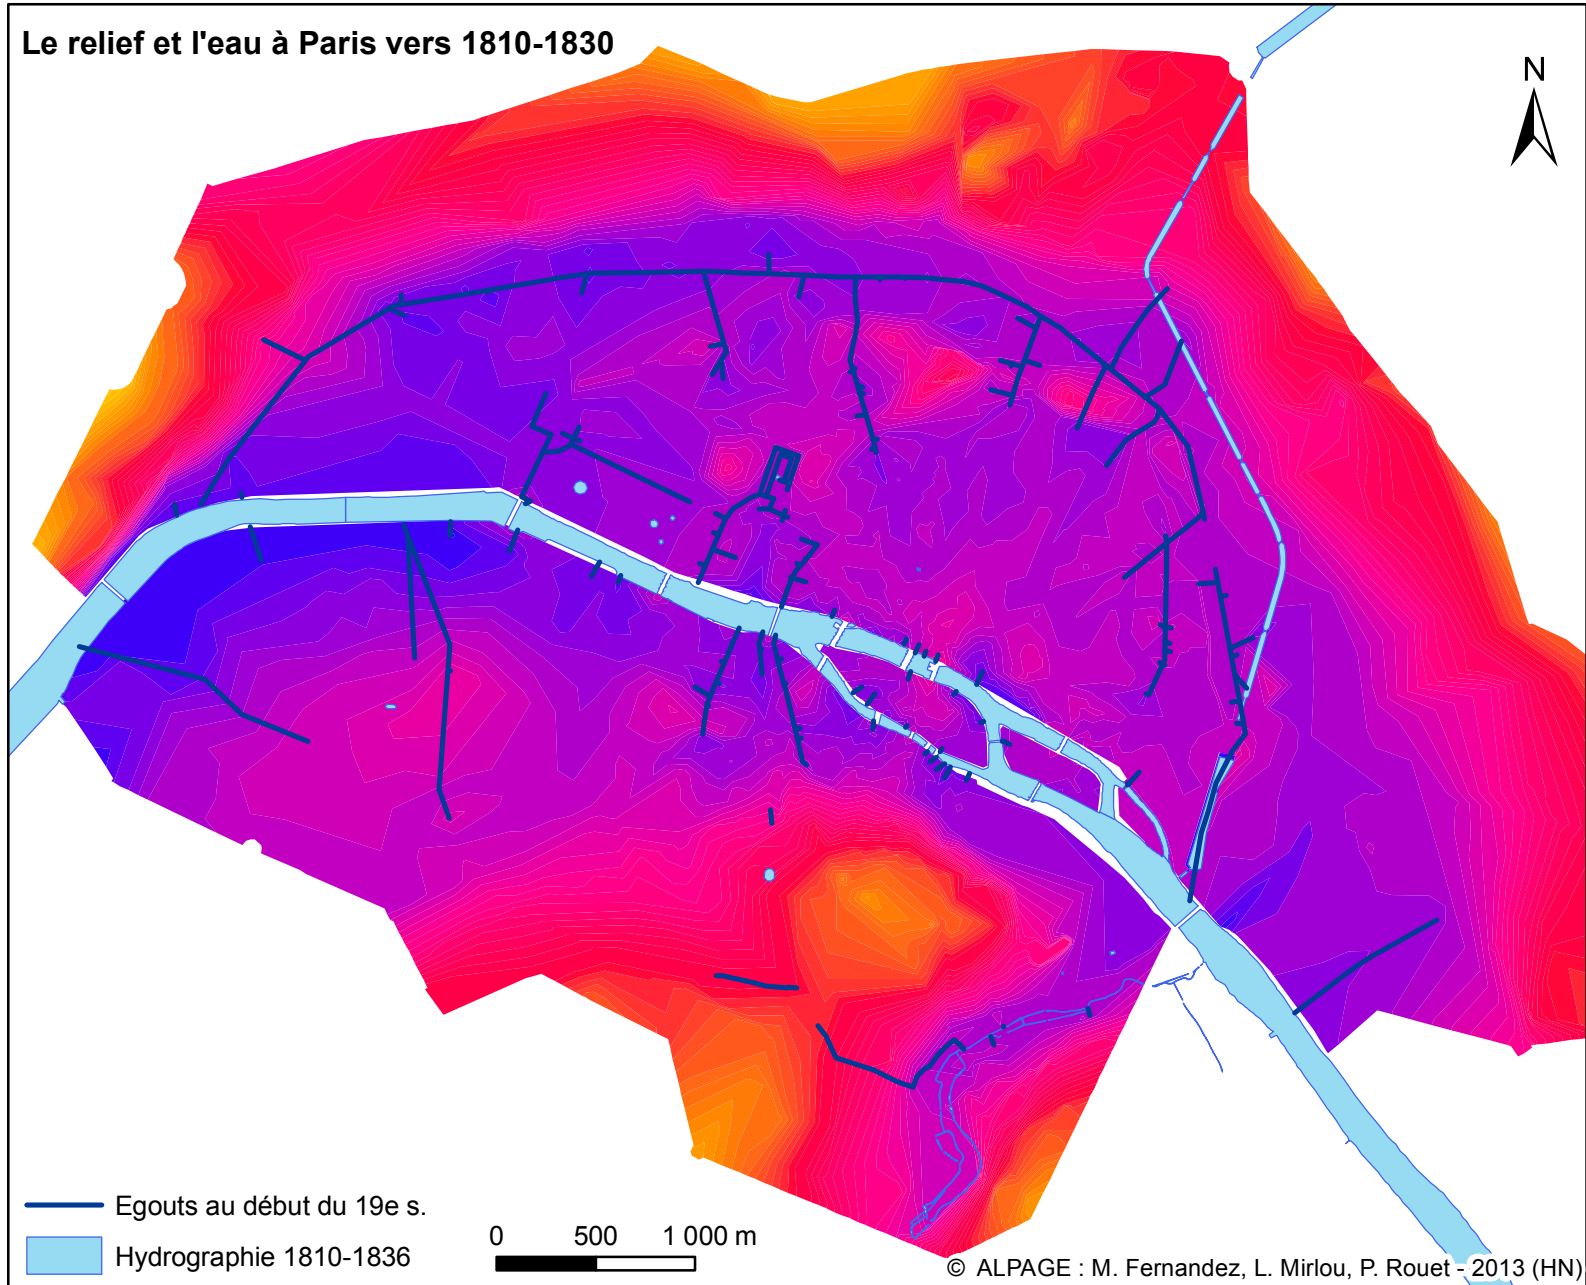 Le relief et l'eau à Paris vers 1810-1830
N
Egouts au début du 19e s.
Hydrographie 1810-1836
0 500 1 000 m
© ALPAGE : M. Fernandez, L. Mirlou, P. Rouet - 2013 (HN)